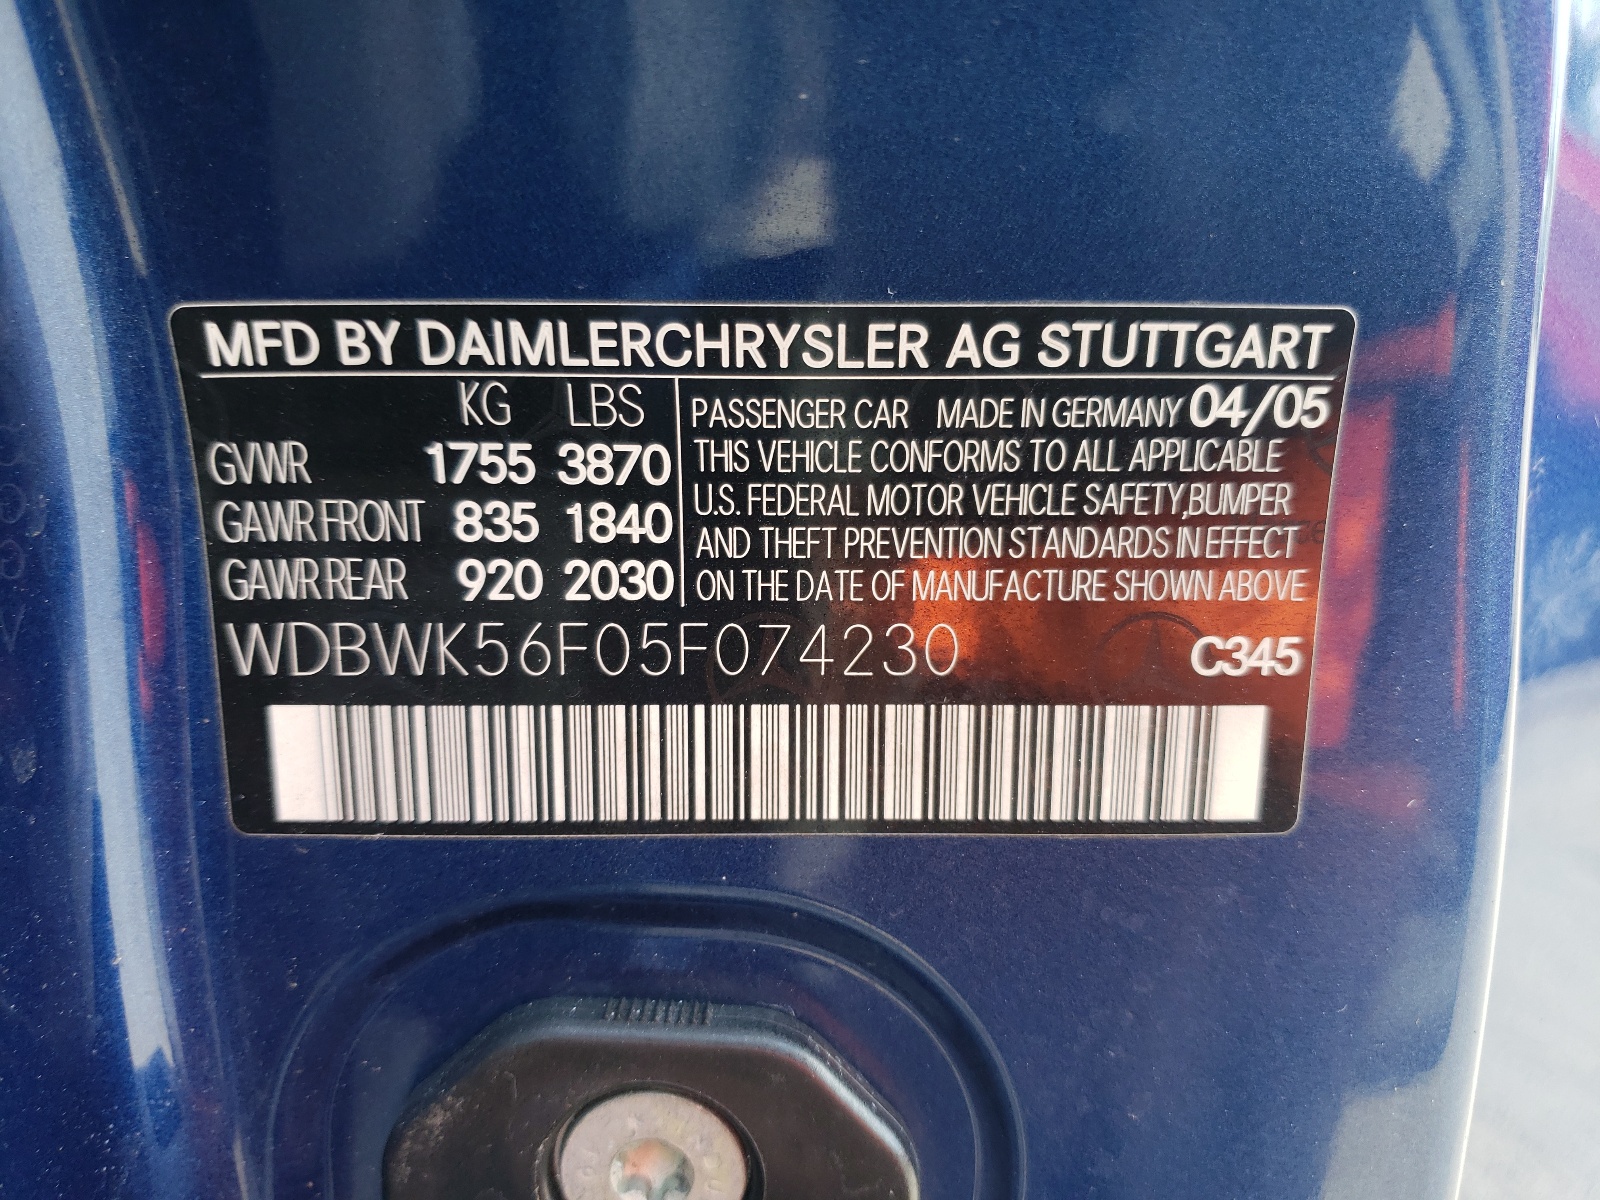 MFD BY DAIMLERCHRYSLER AG STUTTGART
KG LBS
GVWR 1755 3870
GAWR FRONT 835 1840
GAWR REAR 920 2030
PASSENGER CAR MADE IN GERMANY 04/05
THIS VEHICLE CONFORMS TO ALL APPLICABLE
U.S. FEDERAL MOTOR VEHICLE SAFETY,BUMPER
AND THEFT PREVENTION STANDARDS IN EFFECT
ON THE DATE OF MANUFACTURE SHOWN ABOVE
WDBWK56F05F074230
C345